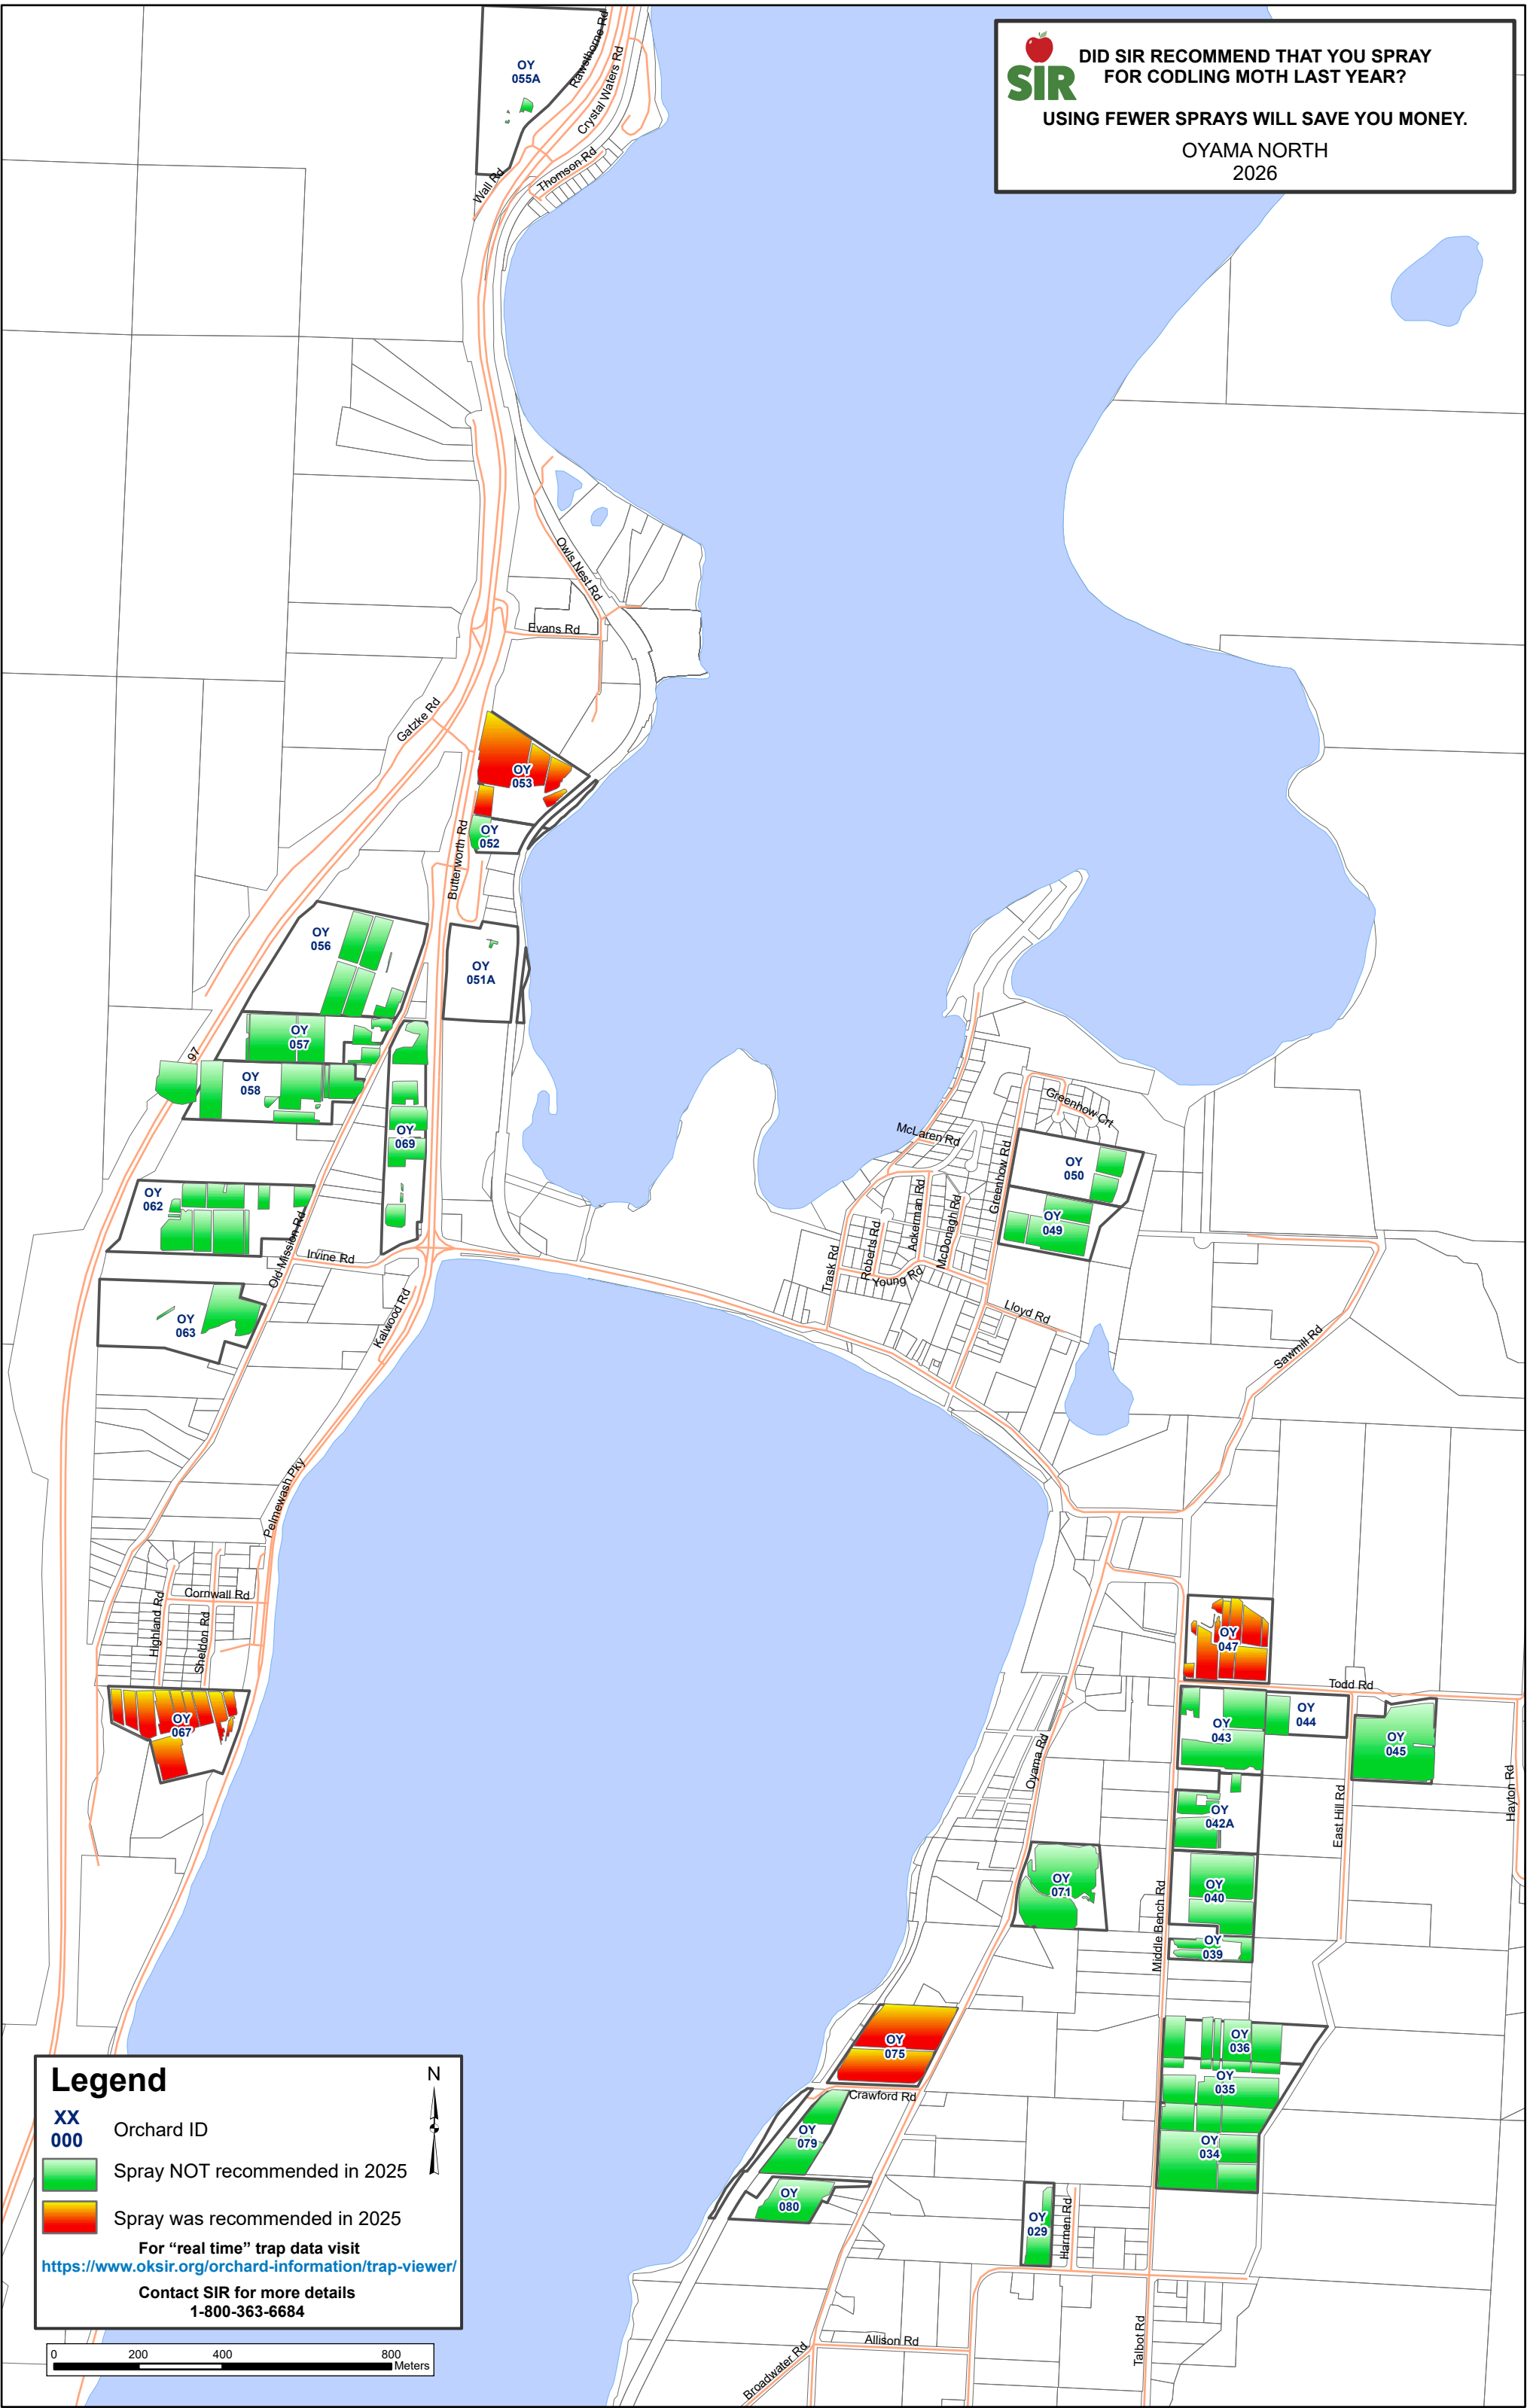 SIR
DID SIR RECOMMEND THAT YOU SPRAY
FOR CODLING MOTH LAST YEAR?
USING FEWER SPRAYS WILL SAVE YOU MONEY.
OYAMA NORTH
2026
OY
055A
Rawsthorne Rd
Crystal Waters Rd
Wall Rd
Thomson Rd
Owls Nest Rd
Evans Rd
Gatzke Rd
OY
053
OY
052
Butterworth Rd
OY
056
OY
051A
OY
057
97
OY
058
OY
069
Greenhow Crt
McLaren Rd
Greenhow Rd
OY
050
OY
062
OY
049
Ackerman Rd
McDonagh Rd
Roberts Rd
Trask Rd
Young Rd
Old Mission Rd
Irvine Rd
OY
063
Kalwood Rd
Lloyd Rd
Sawmill Rd
Pelmewash Pky
Cornwall Rd
Highland Rd
Sheldon Rd
OY
047
Todd Rd
OY
067
OY
043
OY
044
OY
045
Oyama Rd
Hayton Rd
East Hill Rd
OY
042A
OY
071
OY
040
Middle Bench Rd
OY
039
OY
075
OY
036
OY
035
Crawford Rd
OY
079
OY
034
OY
080
OY
029
Harmen Rd
Talbot Rd
Allison Rd
Broadwater Rd
Legend
N
XX
000
Orchard ID
Spray NOT recommended in 2025
Spray was recommended in 2025
For “real time” trap data visit
https://www.oksir.org/orchard-information/trap-viewer/
Contact SIR for more details
1-800-363-6684
0 200 400 800
Meters